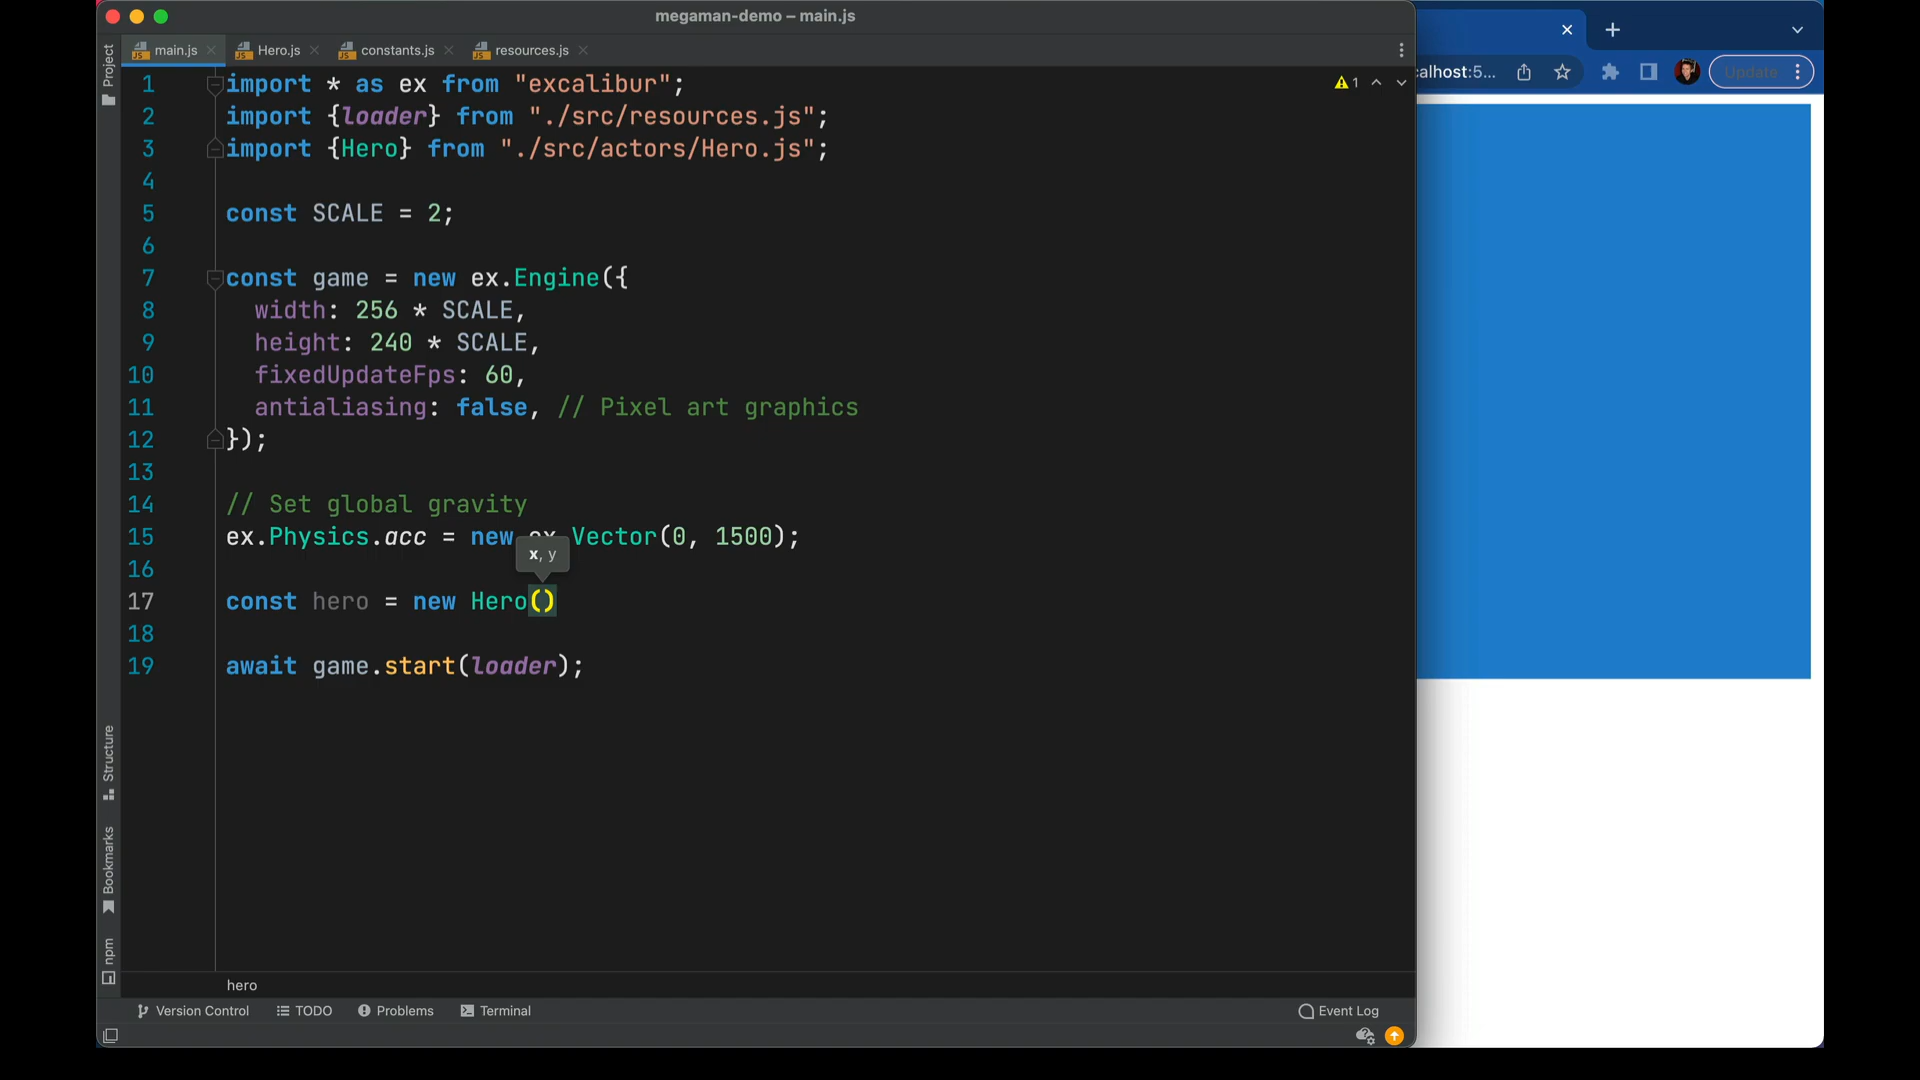 megaman-demo – main.js
main.js
Hero.js
constants.js
resources.js
calhost:5...
Update
Project
1 import * as ex from "excalibur";
2 import {loader} from "./src/resources.js";
3 import {Hero} from "./src/actors/Hero.js";
4
5 const SCALE = 2;
6
7 const game = new ex.Engine({
8 width: 256 * SCALE,
9 height: 240 * SCALE,
10 fixedUpdateFps: 60,
11 antialiasing: false, // Pixel art graphics
12 });
13
14 // Set global gravity
15 ex.Physics.acc = new ex.Vector(0, 1500);
x, y
16
17 const hero = new Hero()
18
19 await game.start(loader);
1
Structure
Bookmarks
npm
hero
Version Control
TODO
Problems
Terminal
Event Log